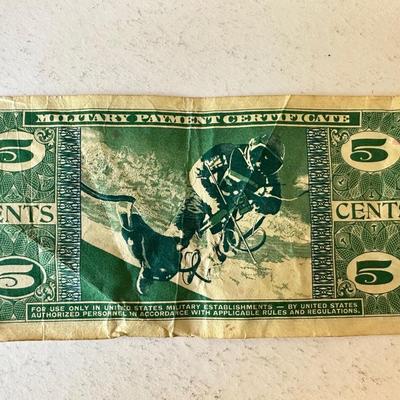 MILITARY PAYMENT CERTIFICATE
5 5
CENTS CENTS
5 5
FOR USE ONLY IN UNITED STATES MILITARY ESTABLISHMENTS — BY UNITED STATES
AUTHORIZED PERSONNEL IN ACCORDANCE WITH APPLICABLE RULES AND REGULATIONS.